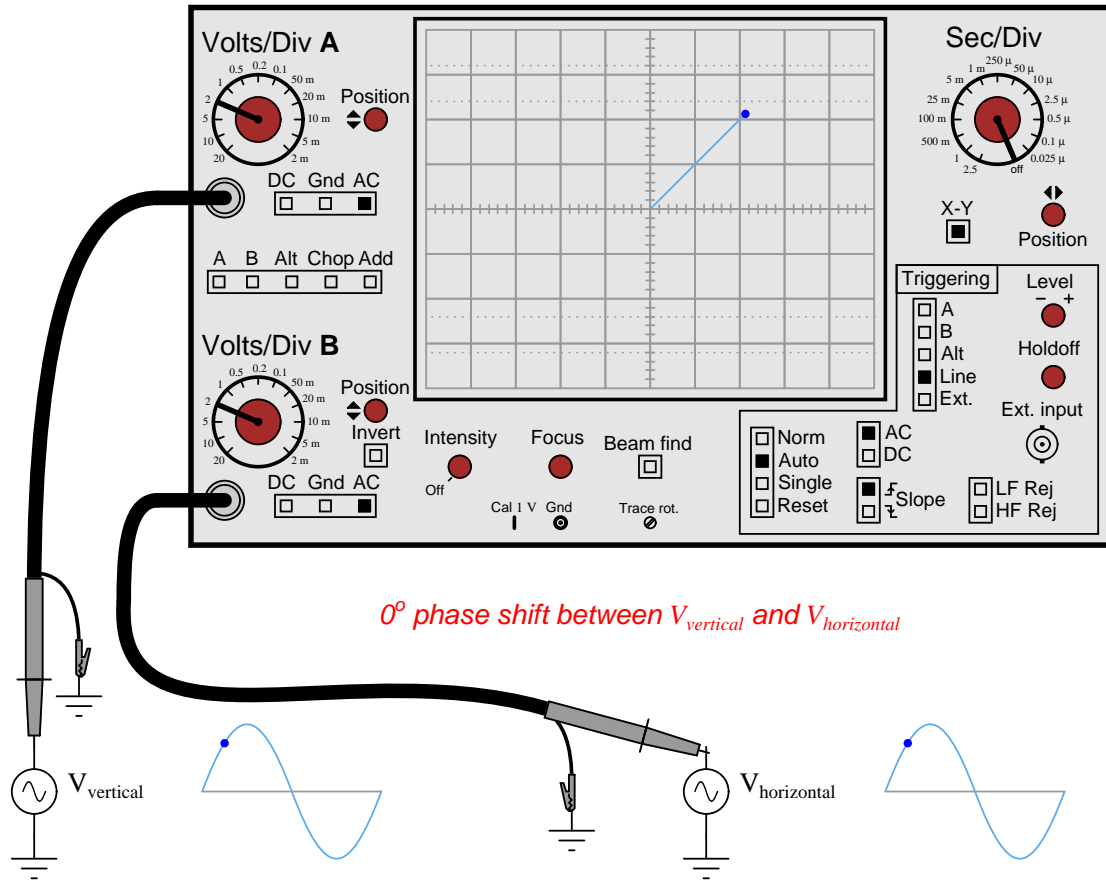 Volts/Div A
0.5 0.2 0.1
1 50 m
2 20 m
5 10 m
10 5 m
20 2 m
Position
DC Gnd AC
A B Alt Chop Add
Volts/Div B
0.5 0.2 0.1
1 50 m
2 20 m
5 10 m
10 5 m
20 2 m
Position
Invert
DC Gnd AC
Intensity
Off
Focus
Beam find
Cal 1 V Gnd
Trace rot.
Sec/Div
250 µ
1 m 50 µ
5 m 10 µ
25 m 2.5 µ
100 m 0.5 µ
500 m 0.1 µ
1 0.025 µ
2.5 off
X-Y
Position
Triggering
A
B
Alt
Line
Ext.
Level
− +
Holdoff
Ext. input
Norm
Auto
Single
Reset
AC
DC
Slope
LF Rej
HF Rej
0o phase shift between Vvertical and Vhorizontal
Vvertical
Vhorizontal